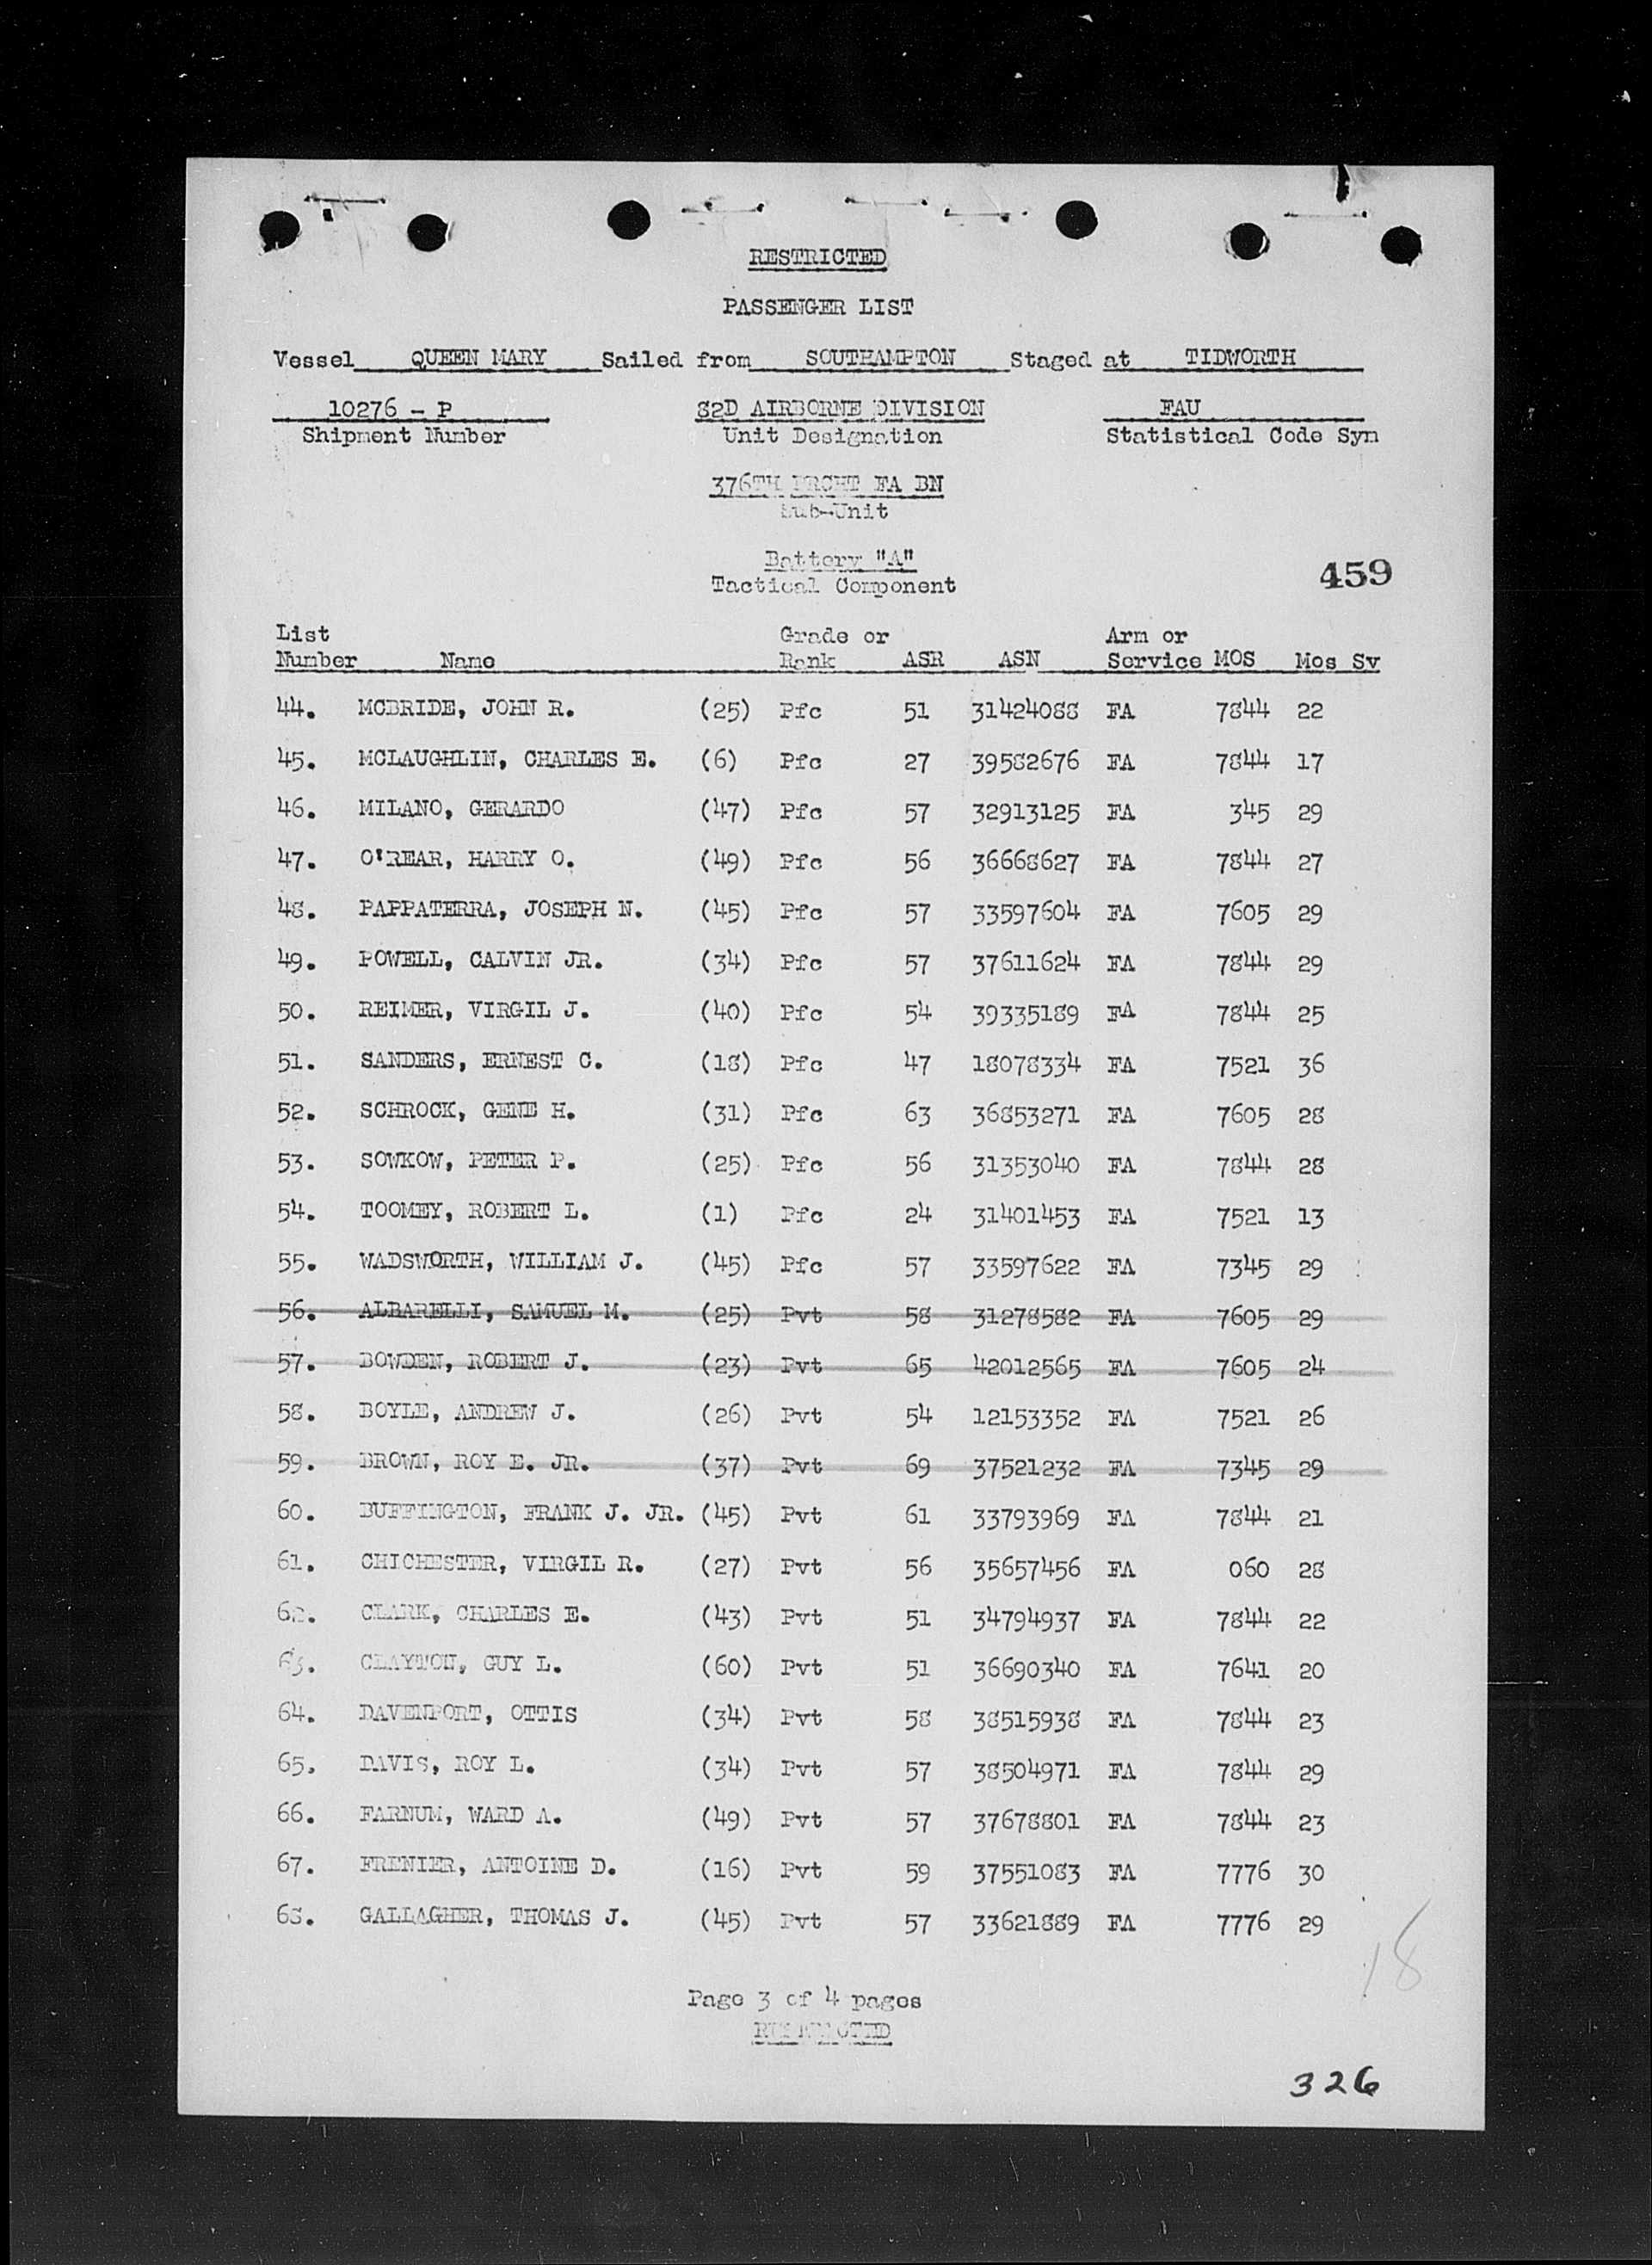 RESTRICTED
PASSENGER LIST
Vessel QUEEN MARY Sailed from SOUTHAMPTON Staged at TIDWORTH
10276 - P 82D AIRBORNE DIVISION FAU
Shipment Number Unit Designation Statistical Code Sym
376TH PRCHT FA BN
Sub-Unit
Battery "A"
Tactical Component 459
List Grade or Arm or
Number Name Rank ASR ASN Service MOS Mos Sv
44. MCBRIDE, JOHN R. (25) Pfc 51 31424088 FA 7844 22
45. MCLAUGHLIN, CHARLES E. (6) Pfc 27 39582676 FA 7844 17
46. MILANO, GERARDO (47) Pfc 57 32913125 FA 345 29
47. O'REAR, HARRY O. (49) Pfc 56 36668627 FA 7844 27
48. PAPPATERRA, JOSEPH N. (45) Pfc 57 33597604 FA 7605 29
49. POWELL, CALVIN JR. (34) Pfc 57 37611624 FA 7844 29
50. REIMER, VIRGIL J. (40) Pfc 54 39335189 FA 7844 25
51. SANDERS, ERNEST C. (18) Pfc 47 18078334 FA 7521 36
52. SCHROCK, GENE H. (31) Pfc 63 36853271 FA 7605 28
53. SOWKOW, PETER P. (25) Pfc 56 31353040 FA 7844 28
54. TOOMEY, ROBERT L. (1) Pfc 24 31401453 FA 7521 13
55. WADSWORTH, WILLIAM J. (45) Pfc 57 33597622 FA 7345 29
56. ALBARELLI, SAMUEL M. (25) Pvt 58 31278582 FA 7605 29
57. BOWDEN, ROBERT J. (23) Pvt 65 42012565 FA 7605 24
58. BOYLE, ANDREW J. (26) Pvt 54 12153352 FA 7521 26
59. BROWN, ROY E. JR. (37) Pvt 69 37521232 FA 7345 29
60. BUFFINGTON, FRANK J. JR. (45) Pvt 61 33793969 FA 7844 21
61. CHICHESTER, VIRGIL R. (27) Pvt 56 35657456 FA 060 28
62. CLARK, CHARLES E. (43) Pvt 51 34794937 FA 7844 22
63. CLAYTON, GUY L. (60) Pvt 51 36690340 FA 7641 20
64. DAVENPORT, OTTIS (34) Pvt 58 38515938 FA 7844 23
65. DAVIS, ROY L. (34) Pvt 57 38504971 FA 7844 29
66. FARNUM, WARD A. (49) Pvt 57 37678801 FA 7844 23
67. FRENIER, ANTOINE D. (16) Pvt 59 37551083 FA 7776 30
68. GALLAGHER, THOMAS J. (45) Pvt 57 33621889 FA 7776 29
18
Page 3 of 4 pages
RESTRICTED
326